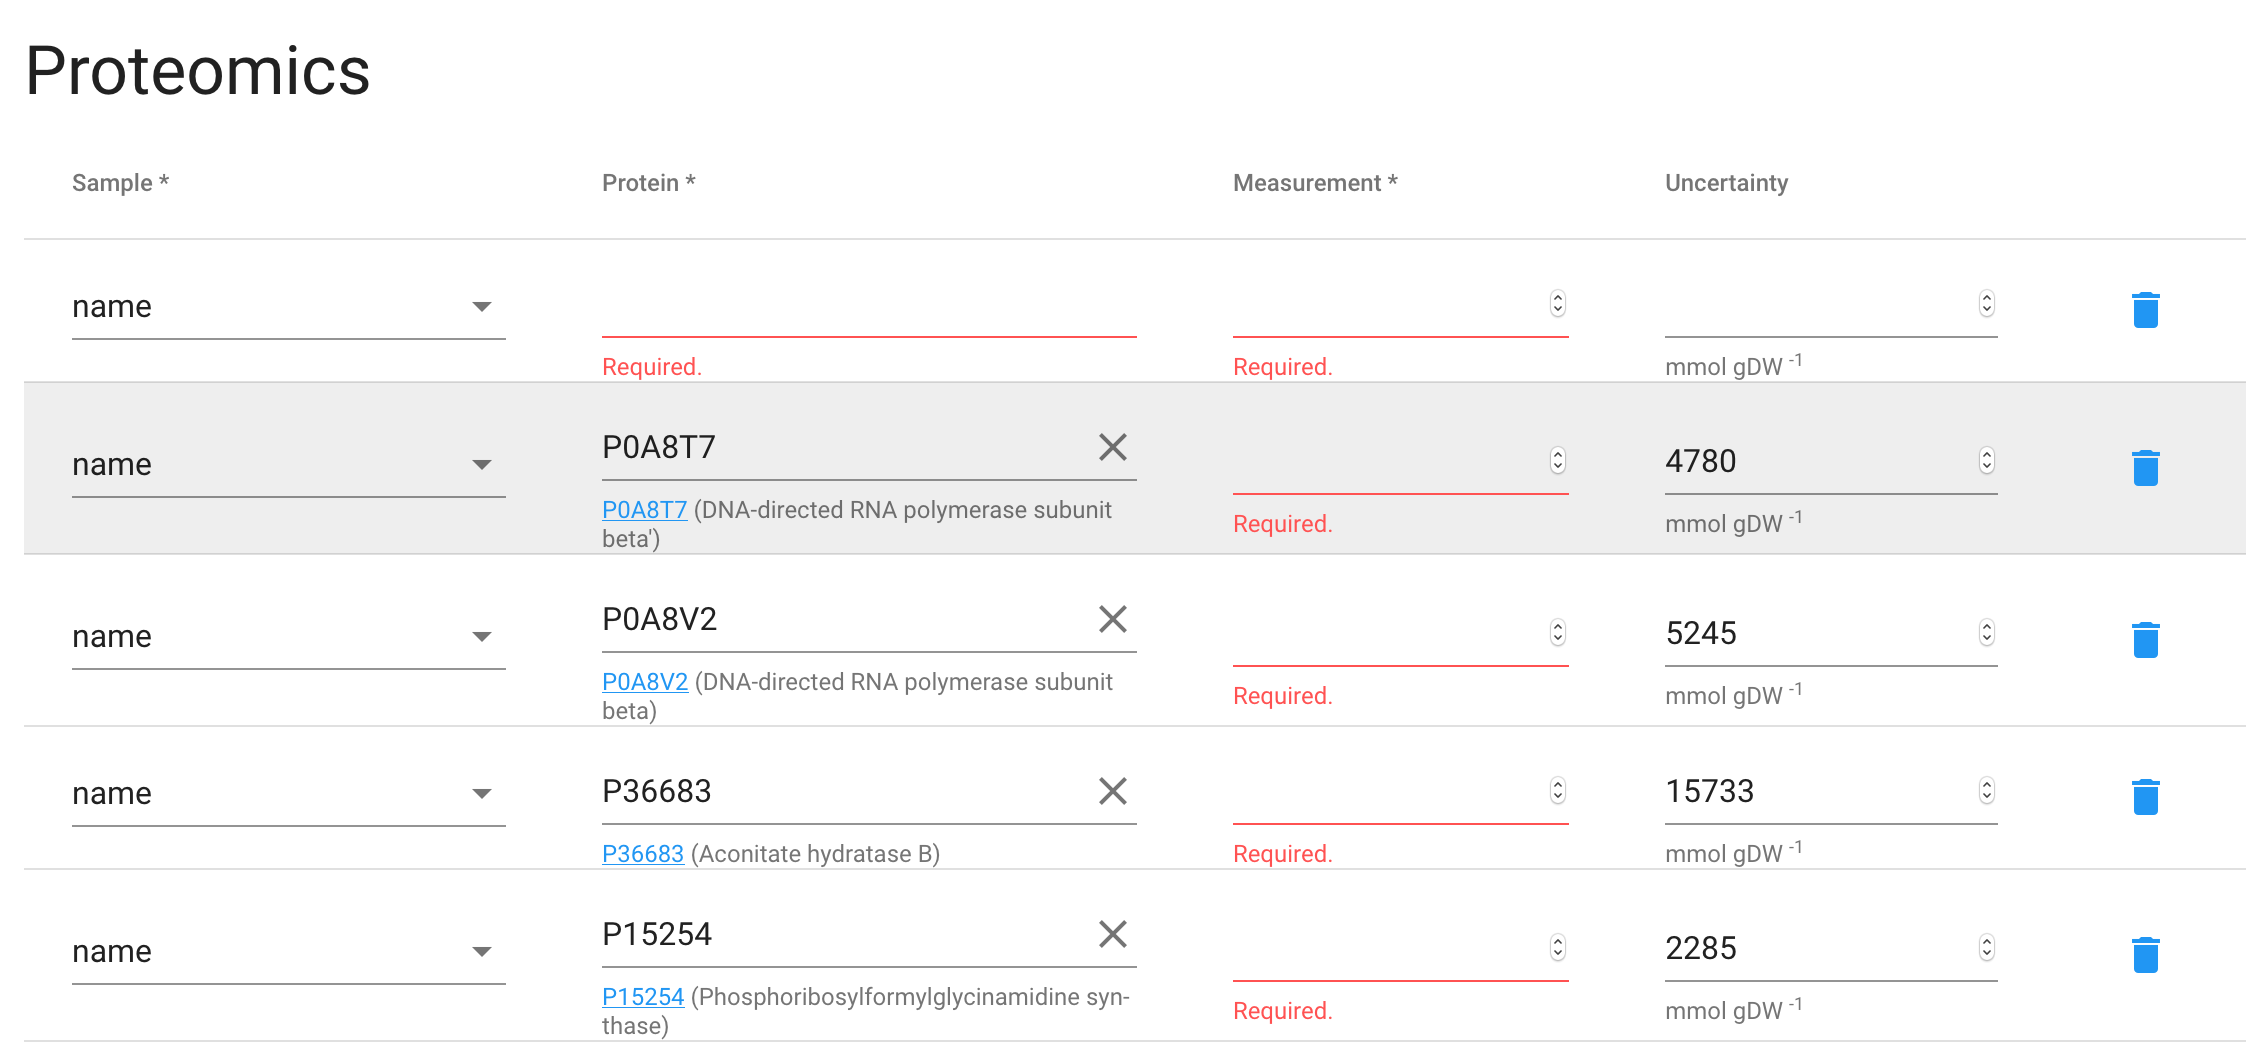 Proteomics
Sample * Protein * Measurement * Uncertainty
name
Required. Required. mmol gDW -1
name P0A8T7 4780
P0A8T7 (DNA-directed RNA polymerase subunit Required. mmol gDW -1
beta')
name P0A8V2 5245
P0A8V2 (DNA-directed RNA polymerase subunit Required. mmol gDW -1
beta)
name P36683 15733
P36683 (Aconitate hydratase B) Required. mmol gDW -1
name P15254 2285
P15254 (Phosphoribosylformylglycinamidine syn- Required. mmol gDW -1
thase)